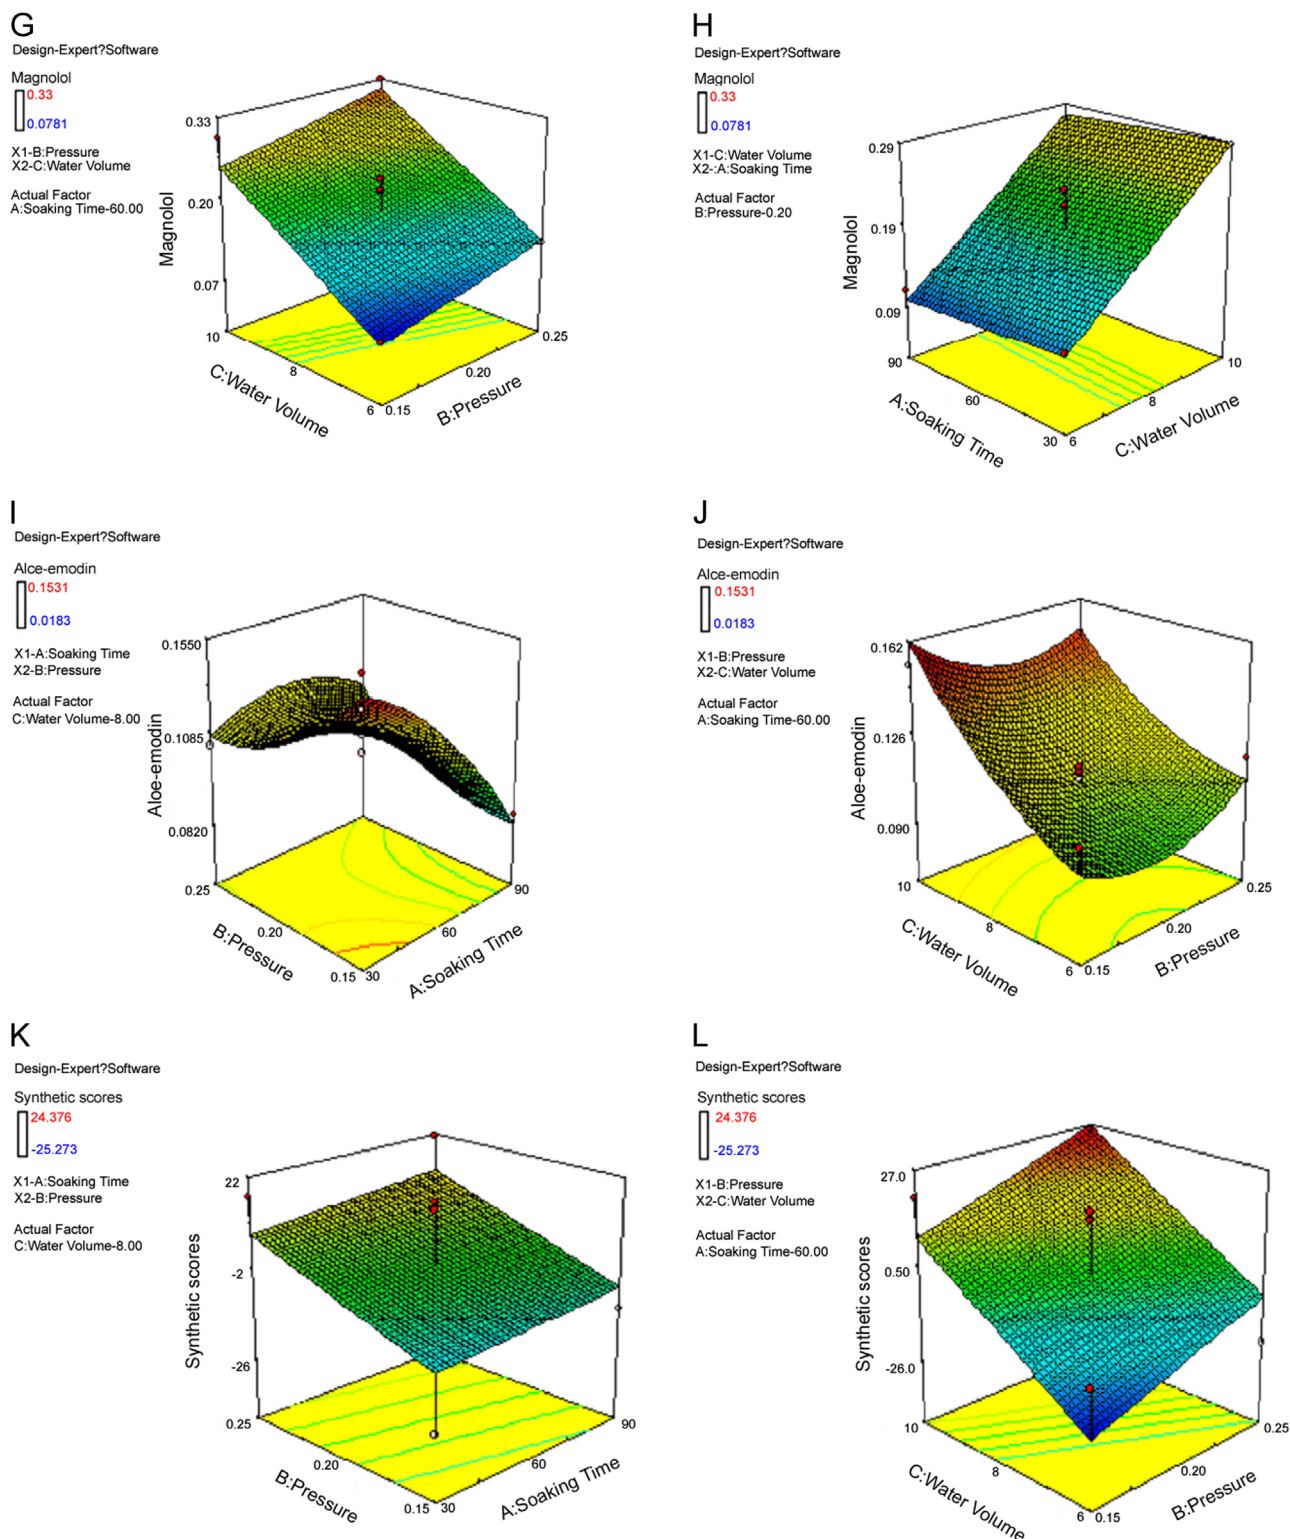 G
Design-Expert?Software
Magnolol
0.33
0.0781
X1-B:Pressure
X2-C:Water Volume
Actual Factor
A:Soaking Time-60.00
Magnolol
0.33
0.20
0.07
10
8
6
C:Water Volume
0.15
0.20
0.25
B:Pressure
H
Design-Expert?Software
Magnolol
0.33
0.0781
X1-C:Water Volume
X2-:A:Soaking Time
Actual Factor
B:Pressure-0.20
Magnolol
0.29
0.19
0.09
90
60
30
A:Soaking Time
6
8
10
C:Water Volume
I
Design-Expert?Software
Alce-emodin
0.1531
0.0183
X1-A:Soaking Time
X2-B:Pressure
Actual Factor
C:Water Volume-8.00
Aloe-emodin
0.1550
0.1085
0.0820
0.25
0.20
0.15
B:Pressure
30
60
90
A:Soaking Time
J
Design-Expert?Software
Alce-emodin
0.1531
0.0183
X1-B:Pressure
X2-C:Water Volume
Actual Factor
A:Soaking Time-60.00
Aloe-emodin
0.162
0.126
0.090
10
8
6
C:Water Volume
0.15
0.20
0.25
B:Pressure
K
Design-Expert?Software
Synthetic scores
24.376
-25.273
X1-A:Soaking Time
X2-B:Pressure
Actual Factor
C:Water Volume-8.00
Synthetic scores
22
-2
-26
0.25
0.20
0.15
B:Pressure
30
60
90
A:Soaking Time
L
Design-Expert?Software
Synthetic scores
24.376
-25.273
X1-B:Pressure
X2-C:Water Volume
Actual Factor
A:Soaking Time-60.00
Synthetic scores
27.0
0.50
-26.0
10
8
6
C:Water Volume
0.15
0.20
0.25
B:Pressure